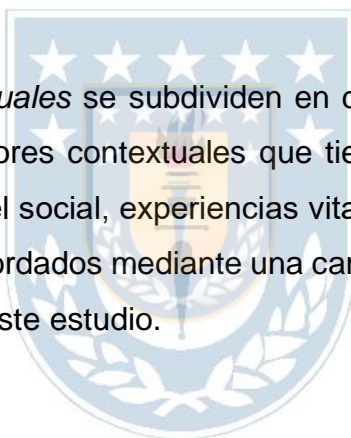 uales se subdividen en c
ores contextuales que tie
el social, experiencias vita
ordados mediante una car
ste estudio.